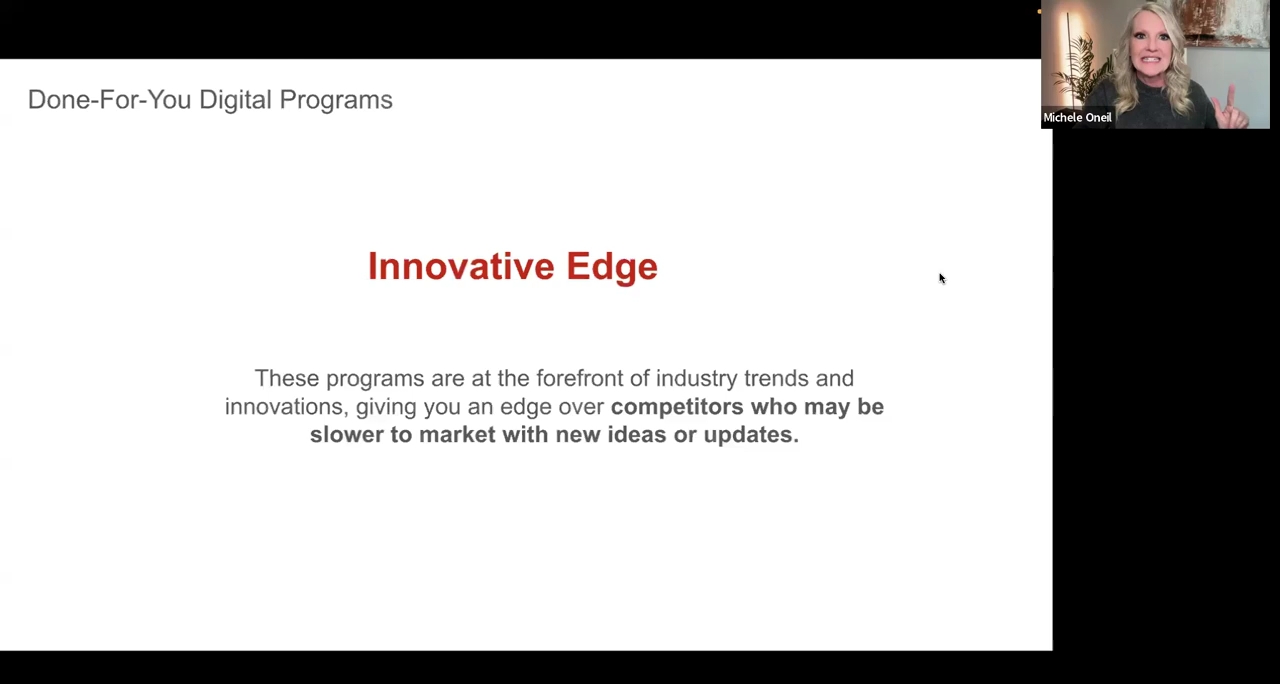 Done-For-You Digital Programs
Michele Oneil
Innovative Edge
These programs are at the forefront of industry trends and
innovations, giving you an edge over competitors who may be
slower to market with new ideas or updates.